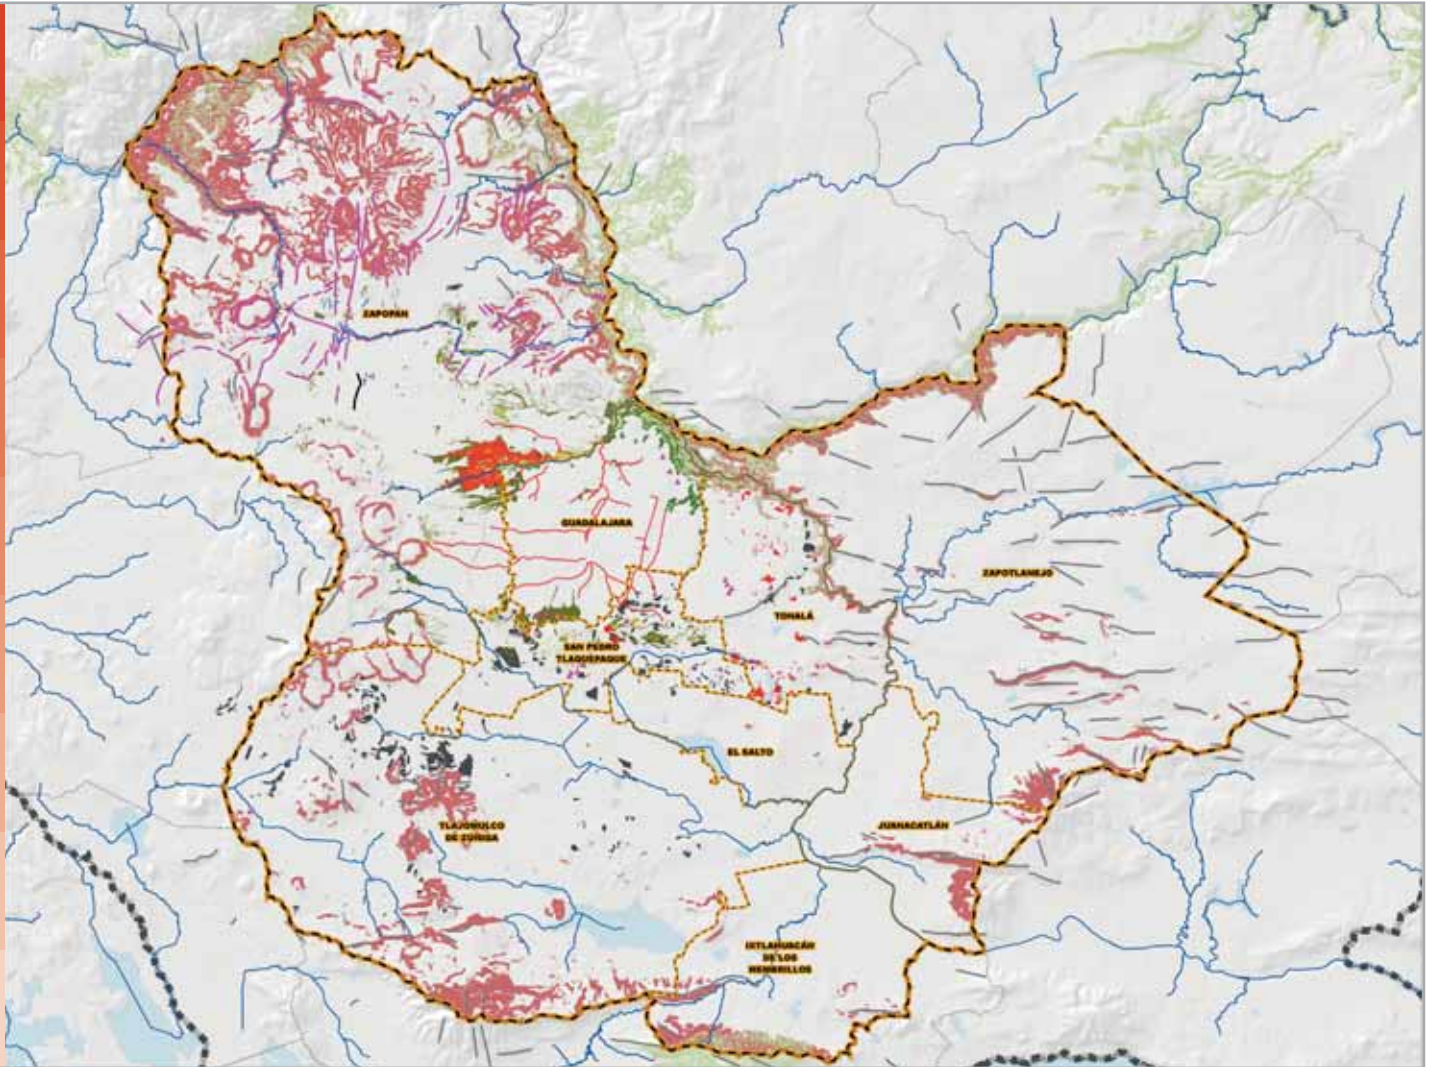 ZAPOPAN
GUADALAJARA
ZAPOTLANEJO
TONALÁ
SAN PEDRO
TLAQUEPAQUE
EL SALTO
TLAJOMULCO
DE ZÚÑIGA
JUANACATLÁN
IXTLAHUACÁN
DE LOS
MEMBRILLOS